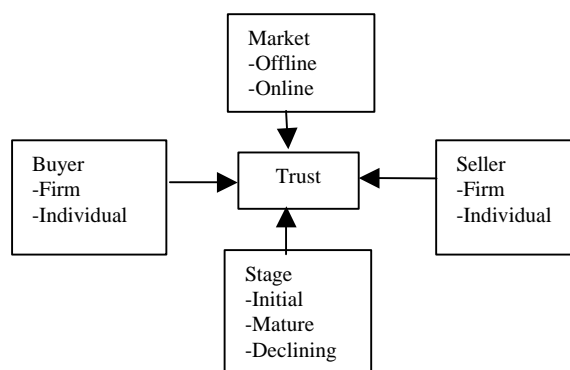 Market
-Offline
-Online
Buyer
-Firm
-Individual
Trust
Seller
-Firm
-Individual
Stage
-Initial
-Mature
-Declining